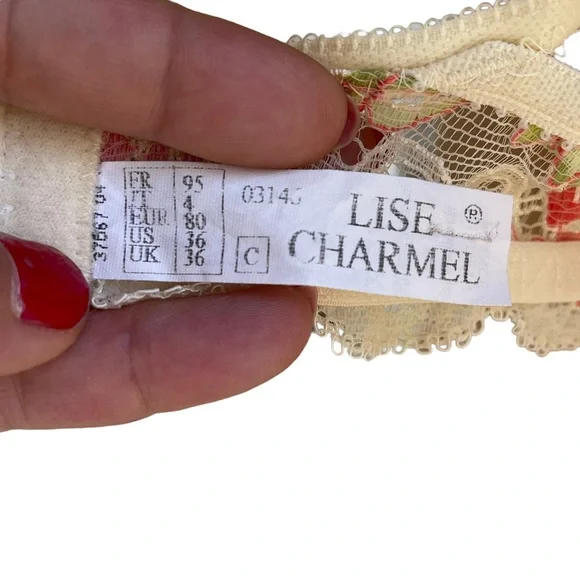 FR 95
IT 4
EUR 80
US 36
UK 36
C
LISE ®
CHARMEL